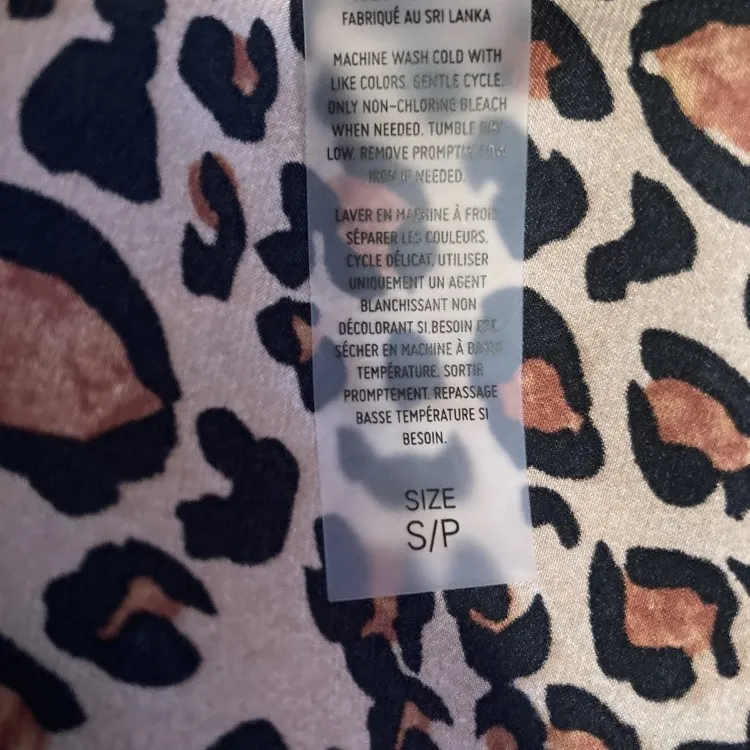 FABRIQUÉ AU SRI LANKA
MACHINE WASH COLD WITH
LIKE COLORS. GENTLE CYCLE.
ONLY NON-CHLORINE BLEACH
WHEN NEEDED. TUMBLE DRY
LOW. REMOVE PROMPTLY. LOW
IRON IF NEEDED.
LAVER EN MACHINE À FROID.
SÉPARER LES COULEURS.
CYCLE DÉLICAT. UTILISER
UNIQUEMENT UN AGENT
BLANCHISSANT NON
DÉCOLORANT SI BESOIN EST.
SÉCHER EN MACHINE À BASSE
TEMPÉRATURE. SORTIR
PROMPTEMENT. REPASSAGE
BASSE TEMPÉRATURE SI
BESOIN.
SIZE
S/P